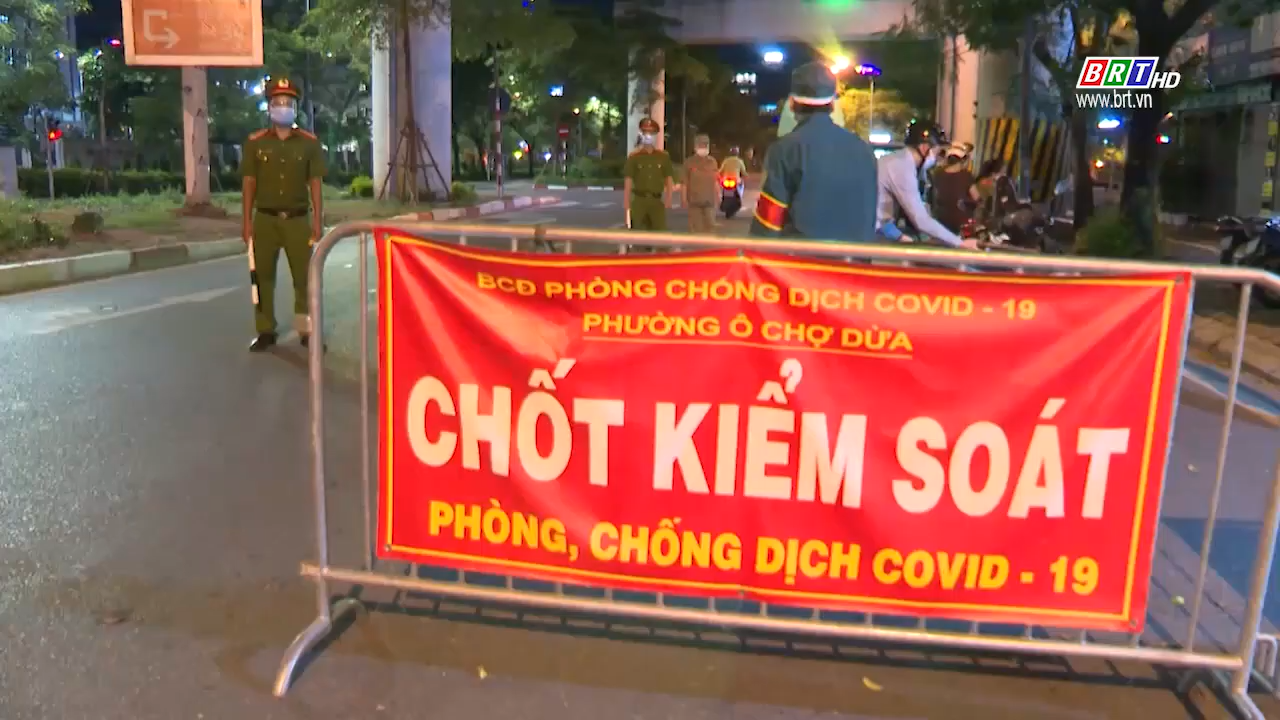 BRT HD
www.brt.vn
BCĐ PHÒNG CHỐNG DỊCH COVID - 19
PHƯỜNG Ô CHỢ DỪA
CHỐT KIỂM SOÁT
PHÒNG, CHỐNG DỊCH COVID - 19